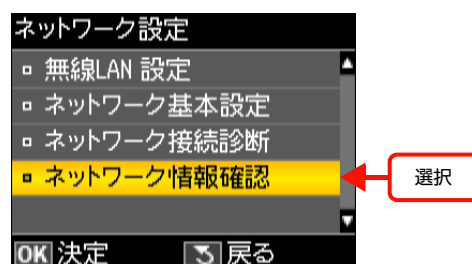 ネットワーク設定
無線LAN 設定
ネットワーク基本設定
ネットワーク接続診断
ネットワーク情報確認
選択
OK 決定 戻る